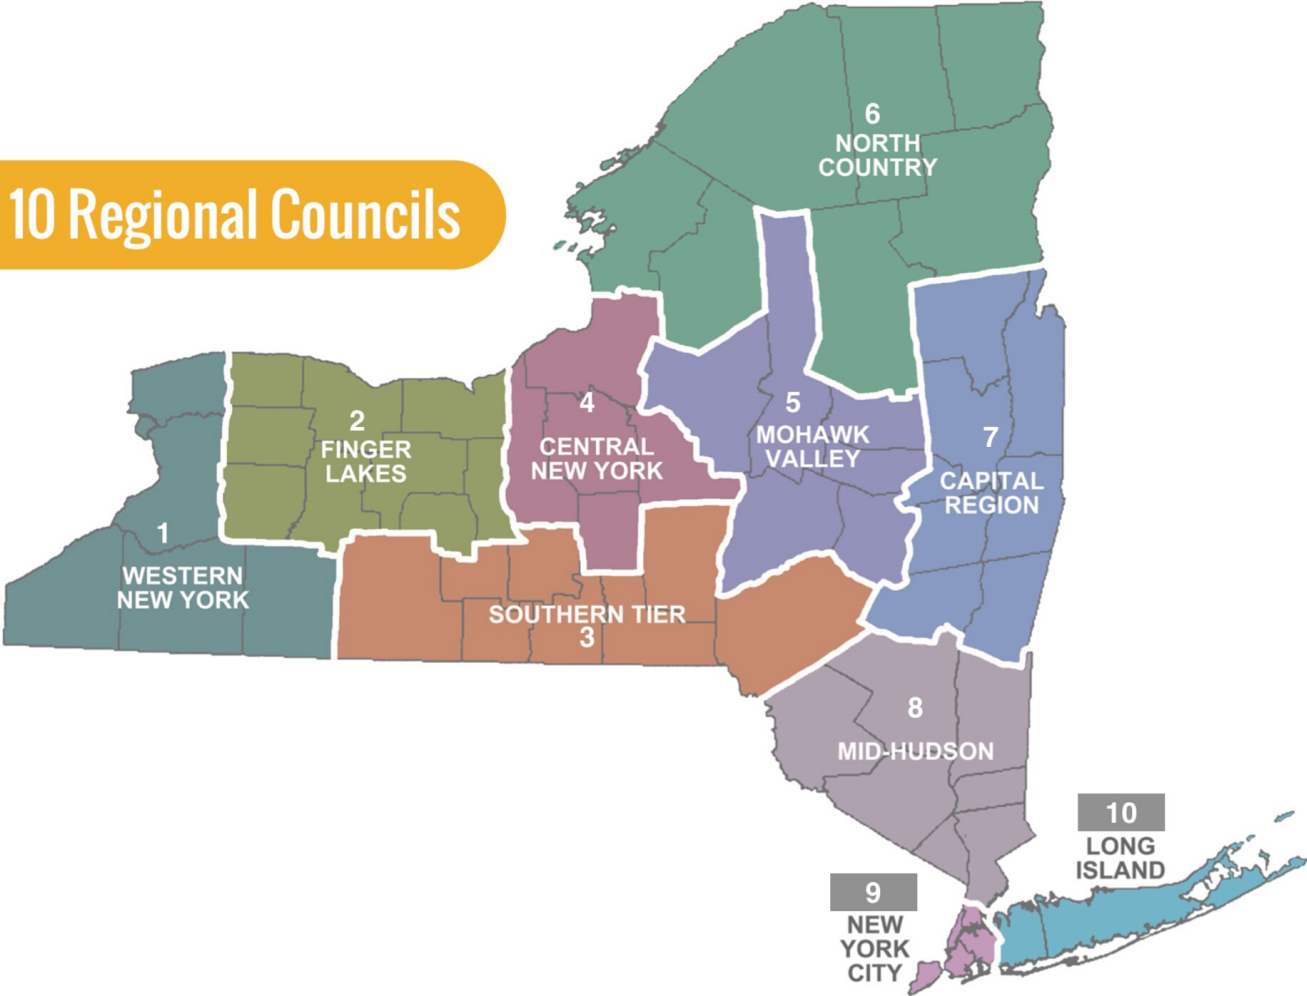 10 Regional Councils
6
NORTH
COUNTRY
2
FINGER
LAKES
4
CENTRAL
NEW YORK
5
MOHAWK
VALLEY
7
CAPITAL
REGION
1
WESTERN
NEW YORK
SOUTHERN TIER
3
8
MID-HUDSON
10
LONG
ISLAND
9
NEW
YORK
CITY